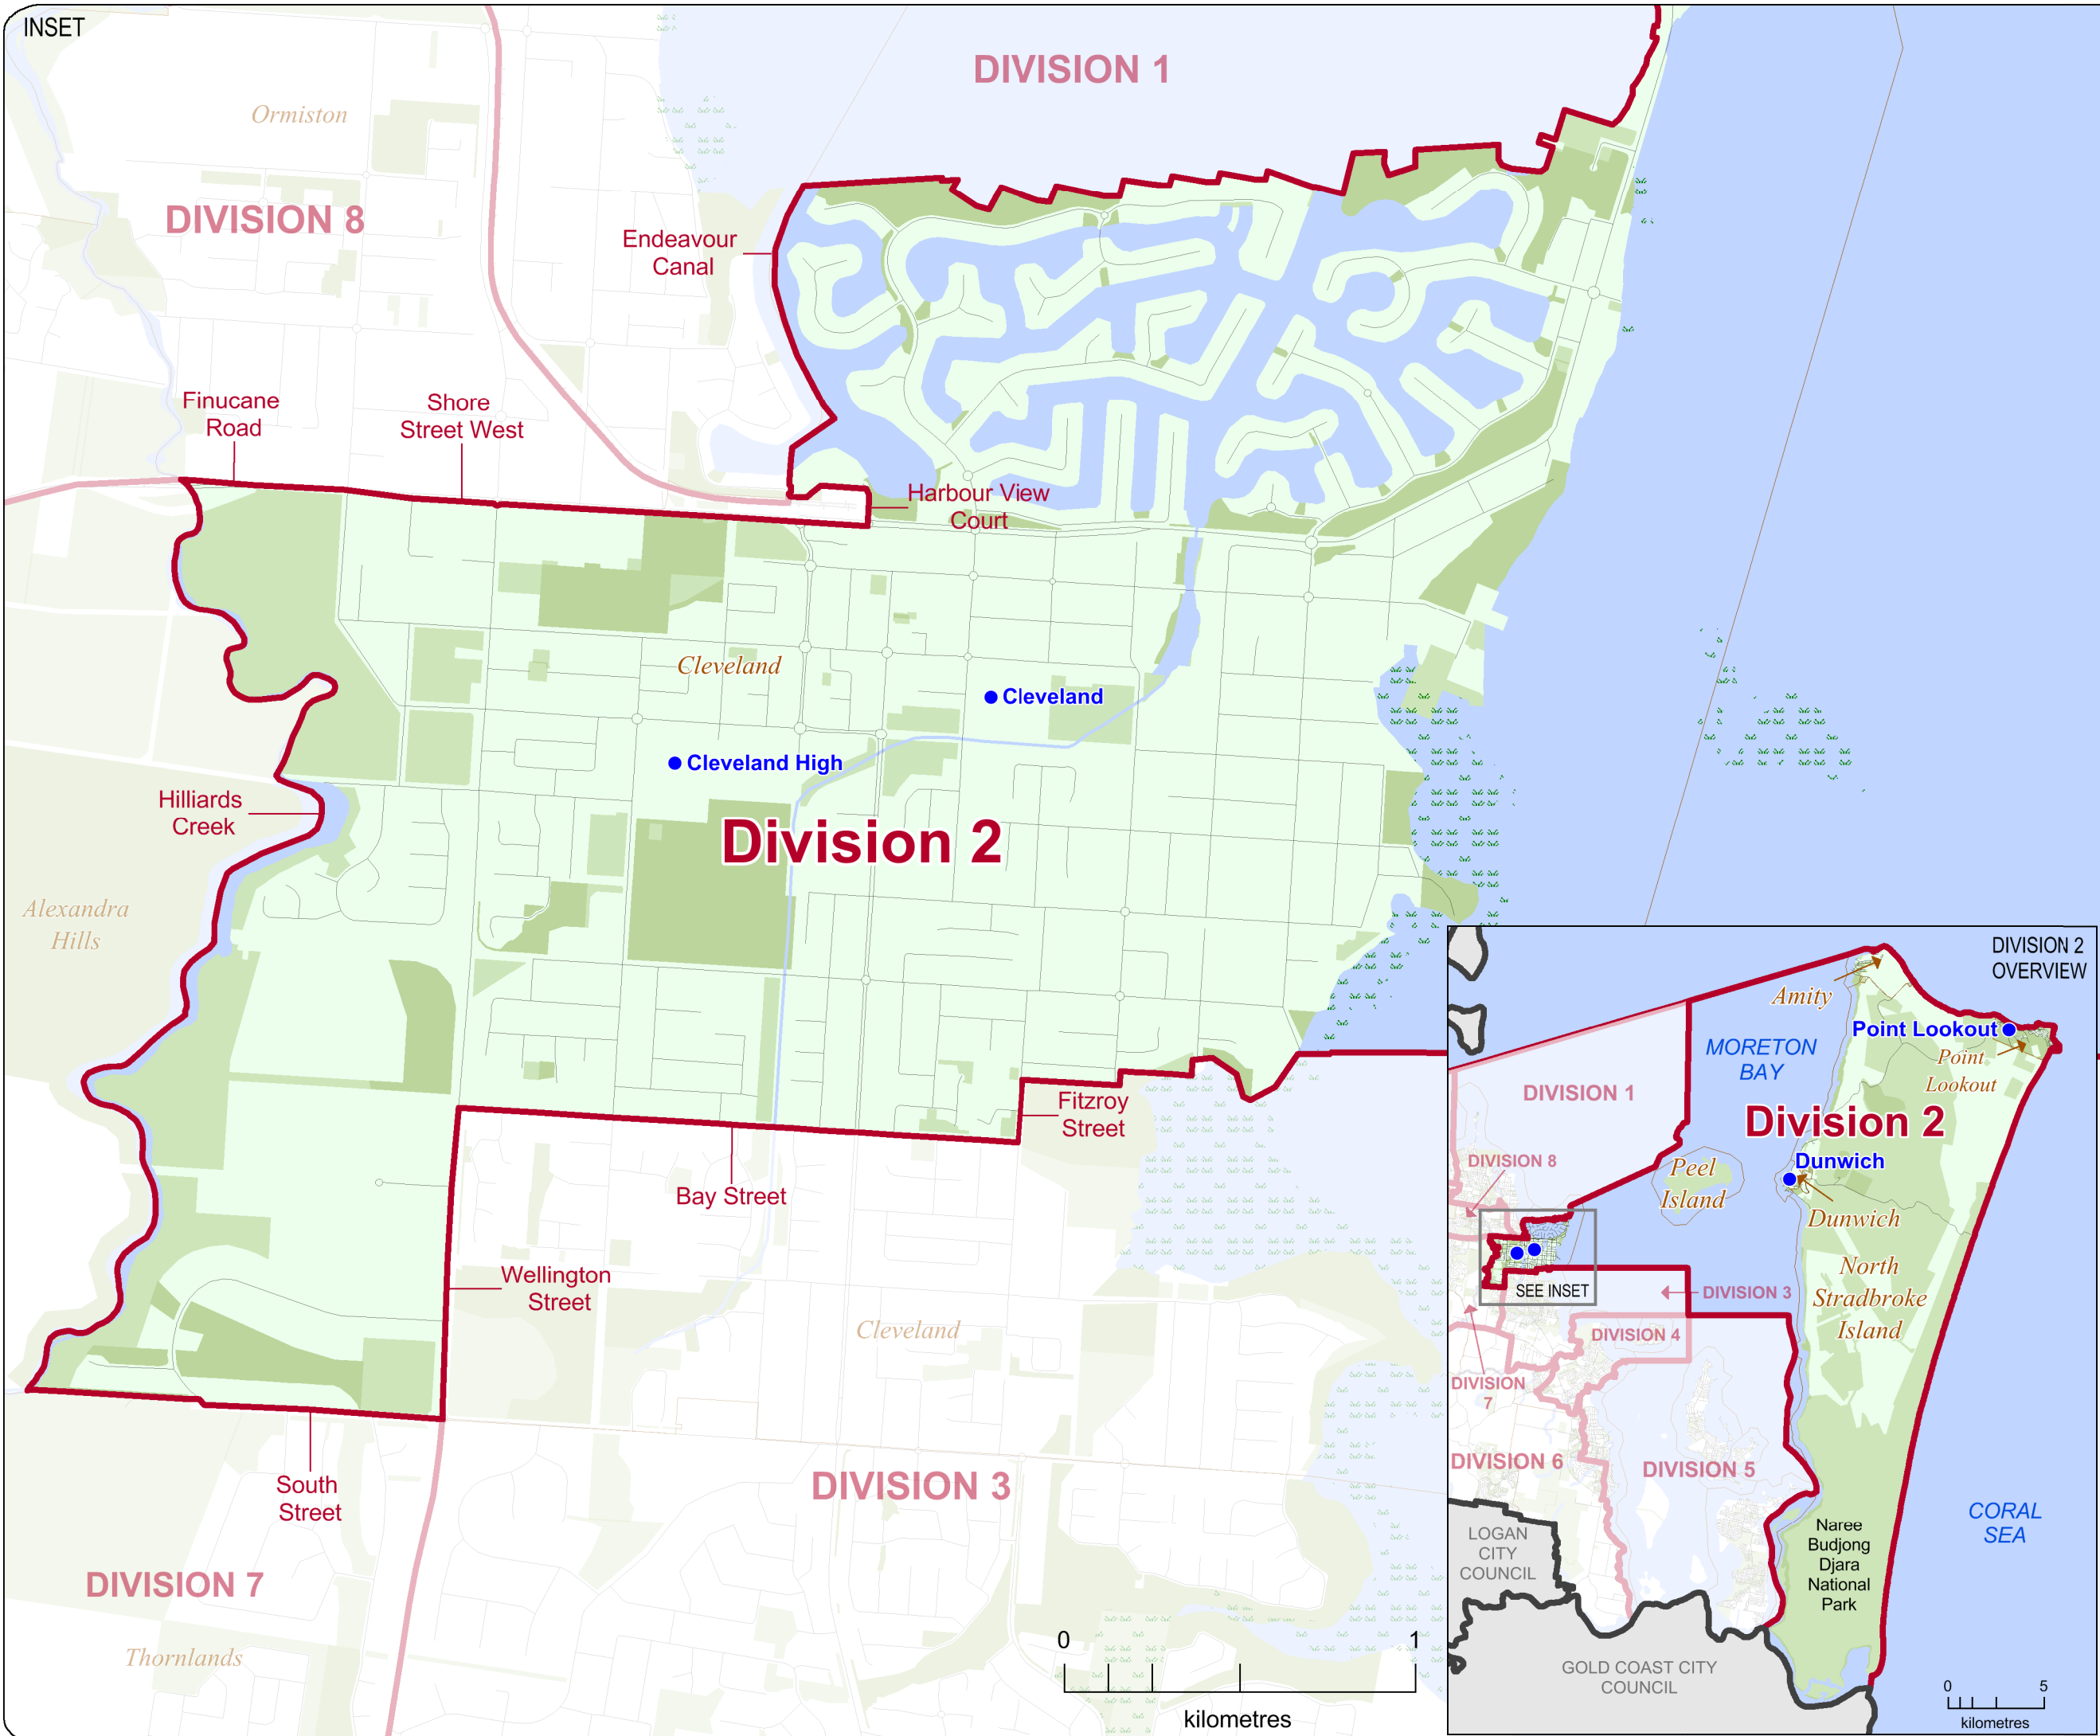 INSET
DIVISION 1
Ormiston
DIVISION 8
Endeavour
Canal
Finucane
Road
Shore
Street West
Harbour View
Court
Cleveland
Cleveland
Cleveland High
Hilliards
Creek
Division 2
Alexandra
Hills
Fitzroy
Street
Bay Street
Wellington
Street
Cleveland
South
Street
DIVISION 3
DIVISION 7
Thornlands
0 1
kilometres
DIVISION 2
OVERVIEW
Amity
Point Lookout
MORETON
BAY
Point
Lookout
DIVISION 1
Division 2
DIVISION 8
Peel
Island
Dunwich
Dunwich
North
Stradbroke
Island
SEE INSET
DIVISION 3
DIVISION 4
DIVISION
7
DIVISION 6
DIVISION 5
CORAL
SEA
LOGAN
CITY
COUNCIL
Naree
Budjong
Djara
National
Park
GOLD COAST CITY
COUNCIL
0 5
kilometres